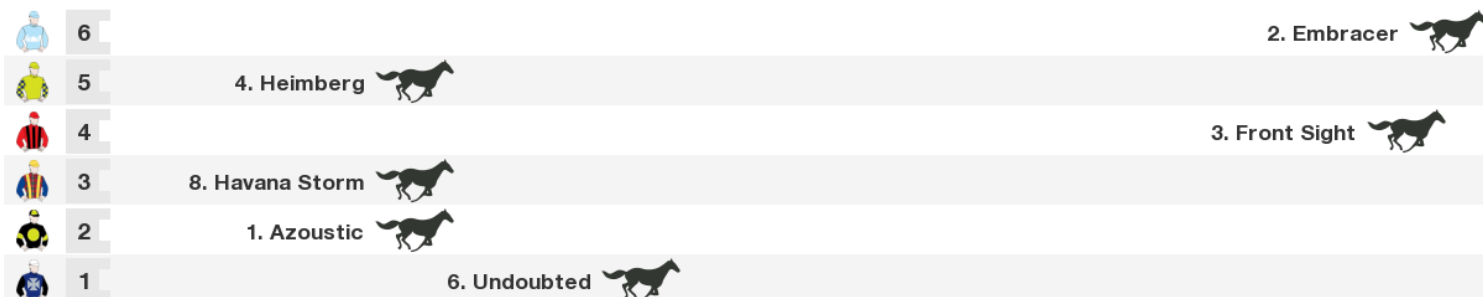 6 2. Embracer
5 4. Heimberg
4 3. Front Sight
3 8. Havana Storm
2 1. Azoustic
1 6. Undoubted